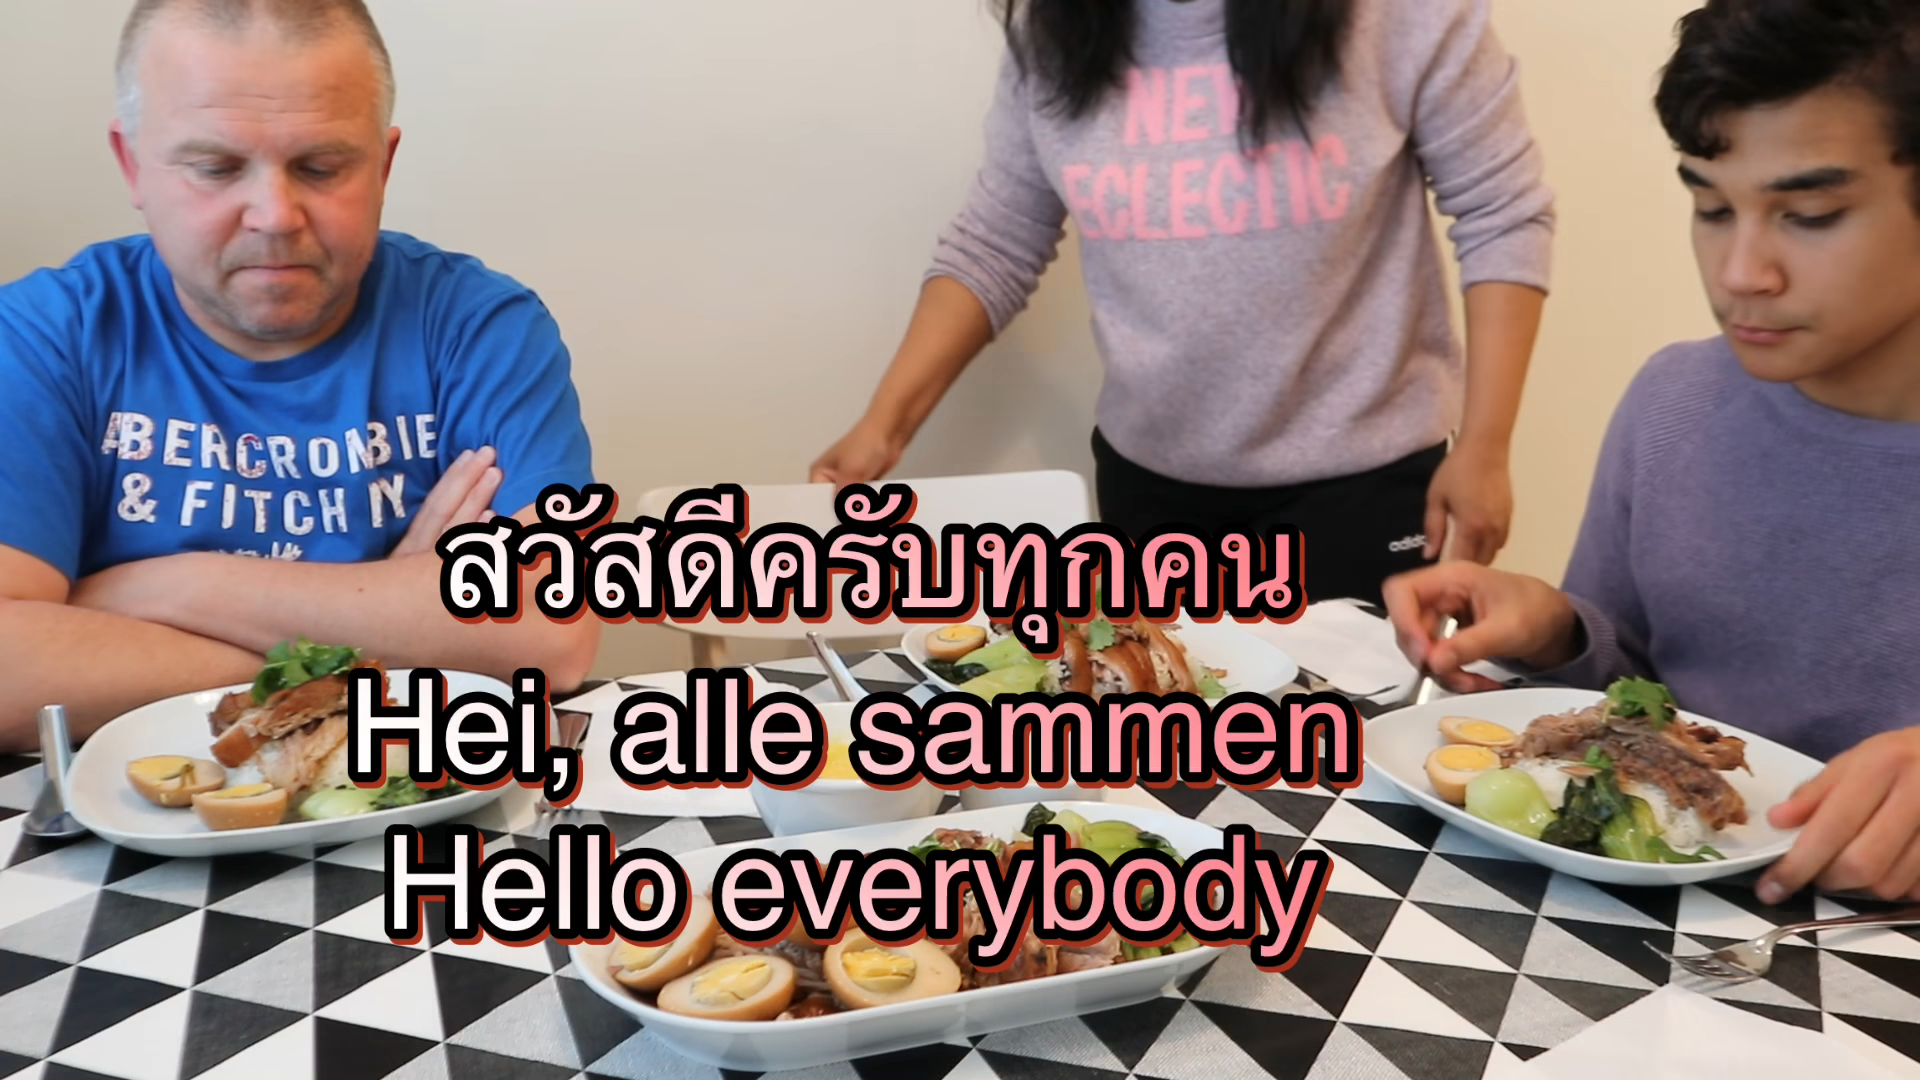 NEW
ECLECTIC
ABERCROMBIE
& FITCH NY
adidas
สวัสดีครับทุกคน
Hei, alle sammen
Hello everybody